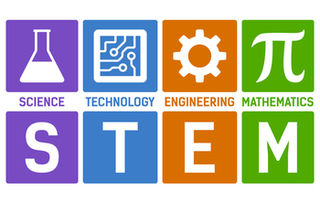 π
SCIENCE TECHNOLOGY ENGINEERING MATHEMATICS
S T E M